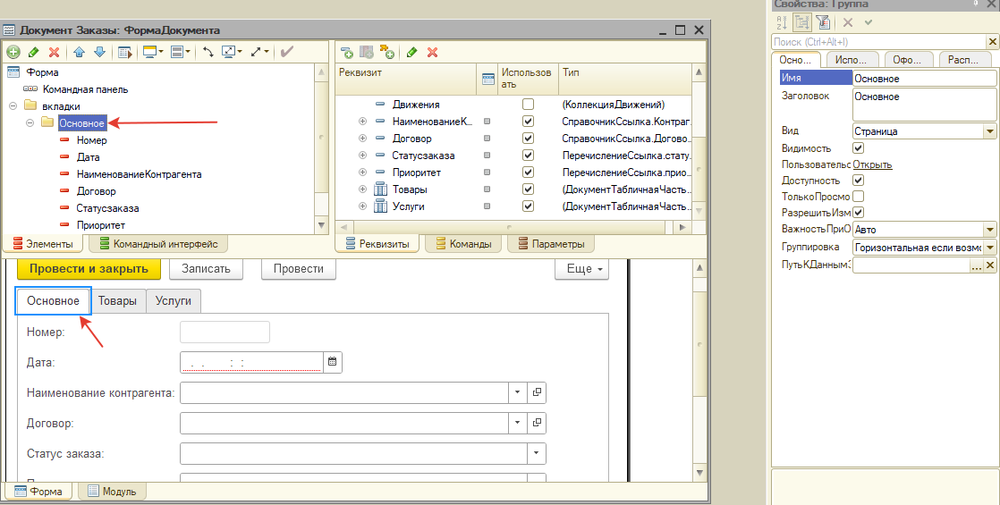 Документ Заказы: ФормаДокумента
Форма
Командная панель
вкладки
Основное
Номер
Дата
НаименованиеКонтрагента
Договор
Статусзаказа
Приоритет
Элементы
Командный интерфейс
Реквизит
Использовать
Тип
Движения
(КоллекцияДвижений)
НаименованиеК...
СправочникСсылка.Контраг...
Договор
СправочникСсылка.Догово...
Статусзаказа
ПеречислениеСсылка.стату...
Приоритет
ПеречислениеСсылка.прио...
Товары
(ДокументТабличнаяЧасть...
Услуги
(ДокументТабличнаяЧасть...
Реквизиты
Команды
Параметры
Провести и закрыть
Записать
Провести
Еще
Основное
Товары
Услуги
Номер:
Дата:
. . : :
Наименование контрагента:
Договор:
Статус заказа:
Форма
Модуль
Свойства: Группа
Поиск (Ctrl+Alt+I)
Осно...
Испо...
Офо...
Расп...
Имя
Основное
Заголовок
Основное
Вид
Страница
Видимость
Пользовательс
Открыть
Доступность
ТолькоПросмо
РазрешитьИзм
ВажностьПриО
Авто
Группировка
Горизонтальная если возмо
ПутьКДанным
...